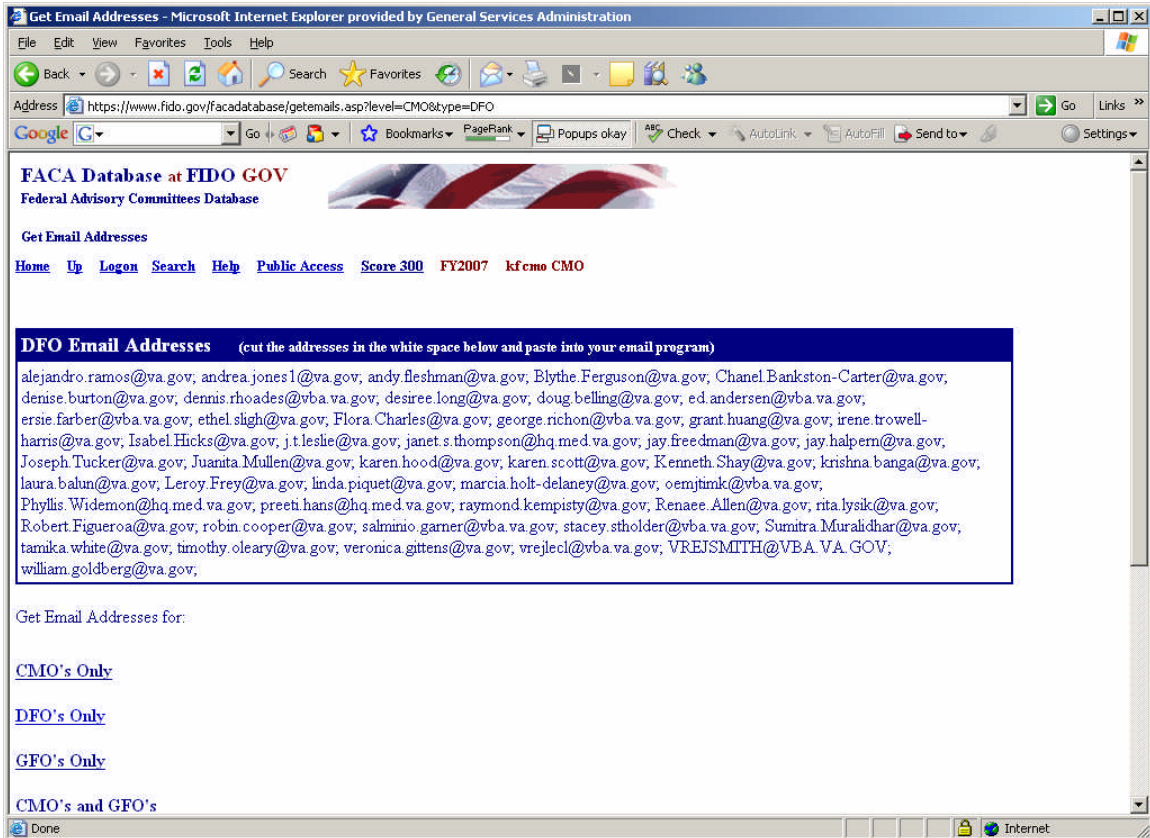 Get Email Addresses - Microsoft Internet Explorer provided by General Services Administration
File Edit View Favorites Tools Help
Back Search Favorites
Address https://www.fido.gov/facadatabase/getemails.asp?level=CMO&type=DFO Go Links »
Google G Go Bookmarks PageRank Popups okay ABC Check AutoLink AutoFill Send to Settings
FACA Database at FIDO GOV
Federal Advisory Committees Database
Get Email Addresses
Home Up Logon Search Help Public Access Score 300 FY2007 kfcmo CMO
DFO Email Addresses (cut the addresses in the white space below and paste into your email program)
alejandro.ramos@va.gov; andrea.jones1@va.gov; andy.fleshman@va.gov; Blythe.Ferguson@va.gov; Chanel.Bankston-Carter@va.gov;
denise.burton@va.gov; dennis.rhoades@vba.va.gov; desiree.long@va.gov; doug.belling@va.gov; ed.andersen@vba.va.gov;
ersie.farber@vba.va.gov; ethel.sligh@va.gov; Flora.Charles@va.gov; george.richon@va.gov; grant.huang@va.gov; irene.trowell-
harris@va.gov; Isabel.Hicks@va.gov; j.t.leslie@va.gov; janet.s.thompson@hq.med.va.gov; jay.freedman@va.gov; jay.halpern@va.gov;
Joseph.Tucker@va.gov; Juanita.Mullen@va.gov; karen.hood@va.gov; karen.scott@va.gov; Kenneth.Shay@va.gov; krishna.banga@va.gov;
laura.balun@va.gov; Leroy.Frey@va.gov; linda.piquet@va.gov; marcia.holt-delaney@va.gov; oemjtimk@vba.va.gov;
Phyllis.Widemon@hq.med.va.gov; preeti.hans@hq.med.va.gov; raymond.kempisty@va.gov; Renaee.Allen@va.gov; rita.lysik@va.gov;
Robert.Figueroa@va.gov; robin.cooper@va.gov; salminio.garner@vba.va.gov; stacey.stholder@vba.va.gov; Sumitra.Muralidhar@va.gov;
tamika.white@va.gov; timothy.oleary@va.gov; veronica.gittens@va.gov; vrejlecl@vba.va.gov; VREJSMITH@VBA.VA.GOV;
william.goldberg@va.gov;
Get Email Addresses for:
CMO's Only
DFO's Only
GFO's Only
CMO's and GFO's
Done Internet